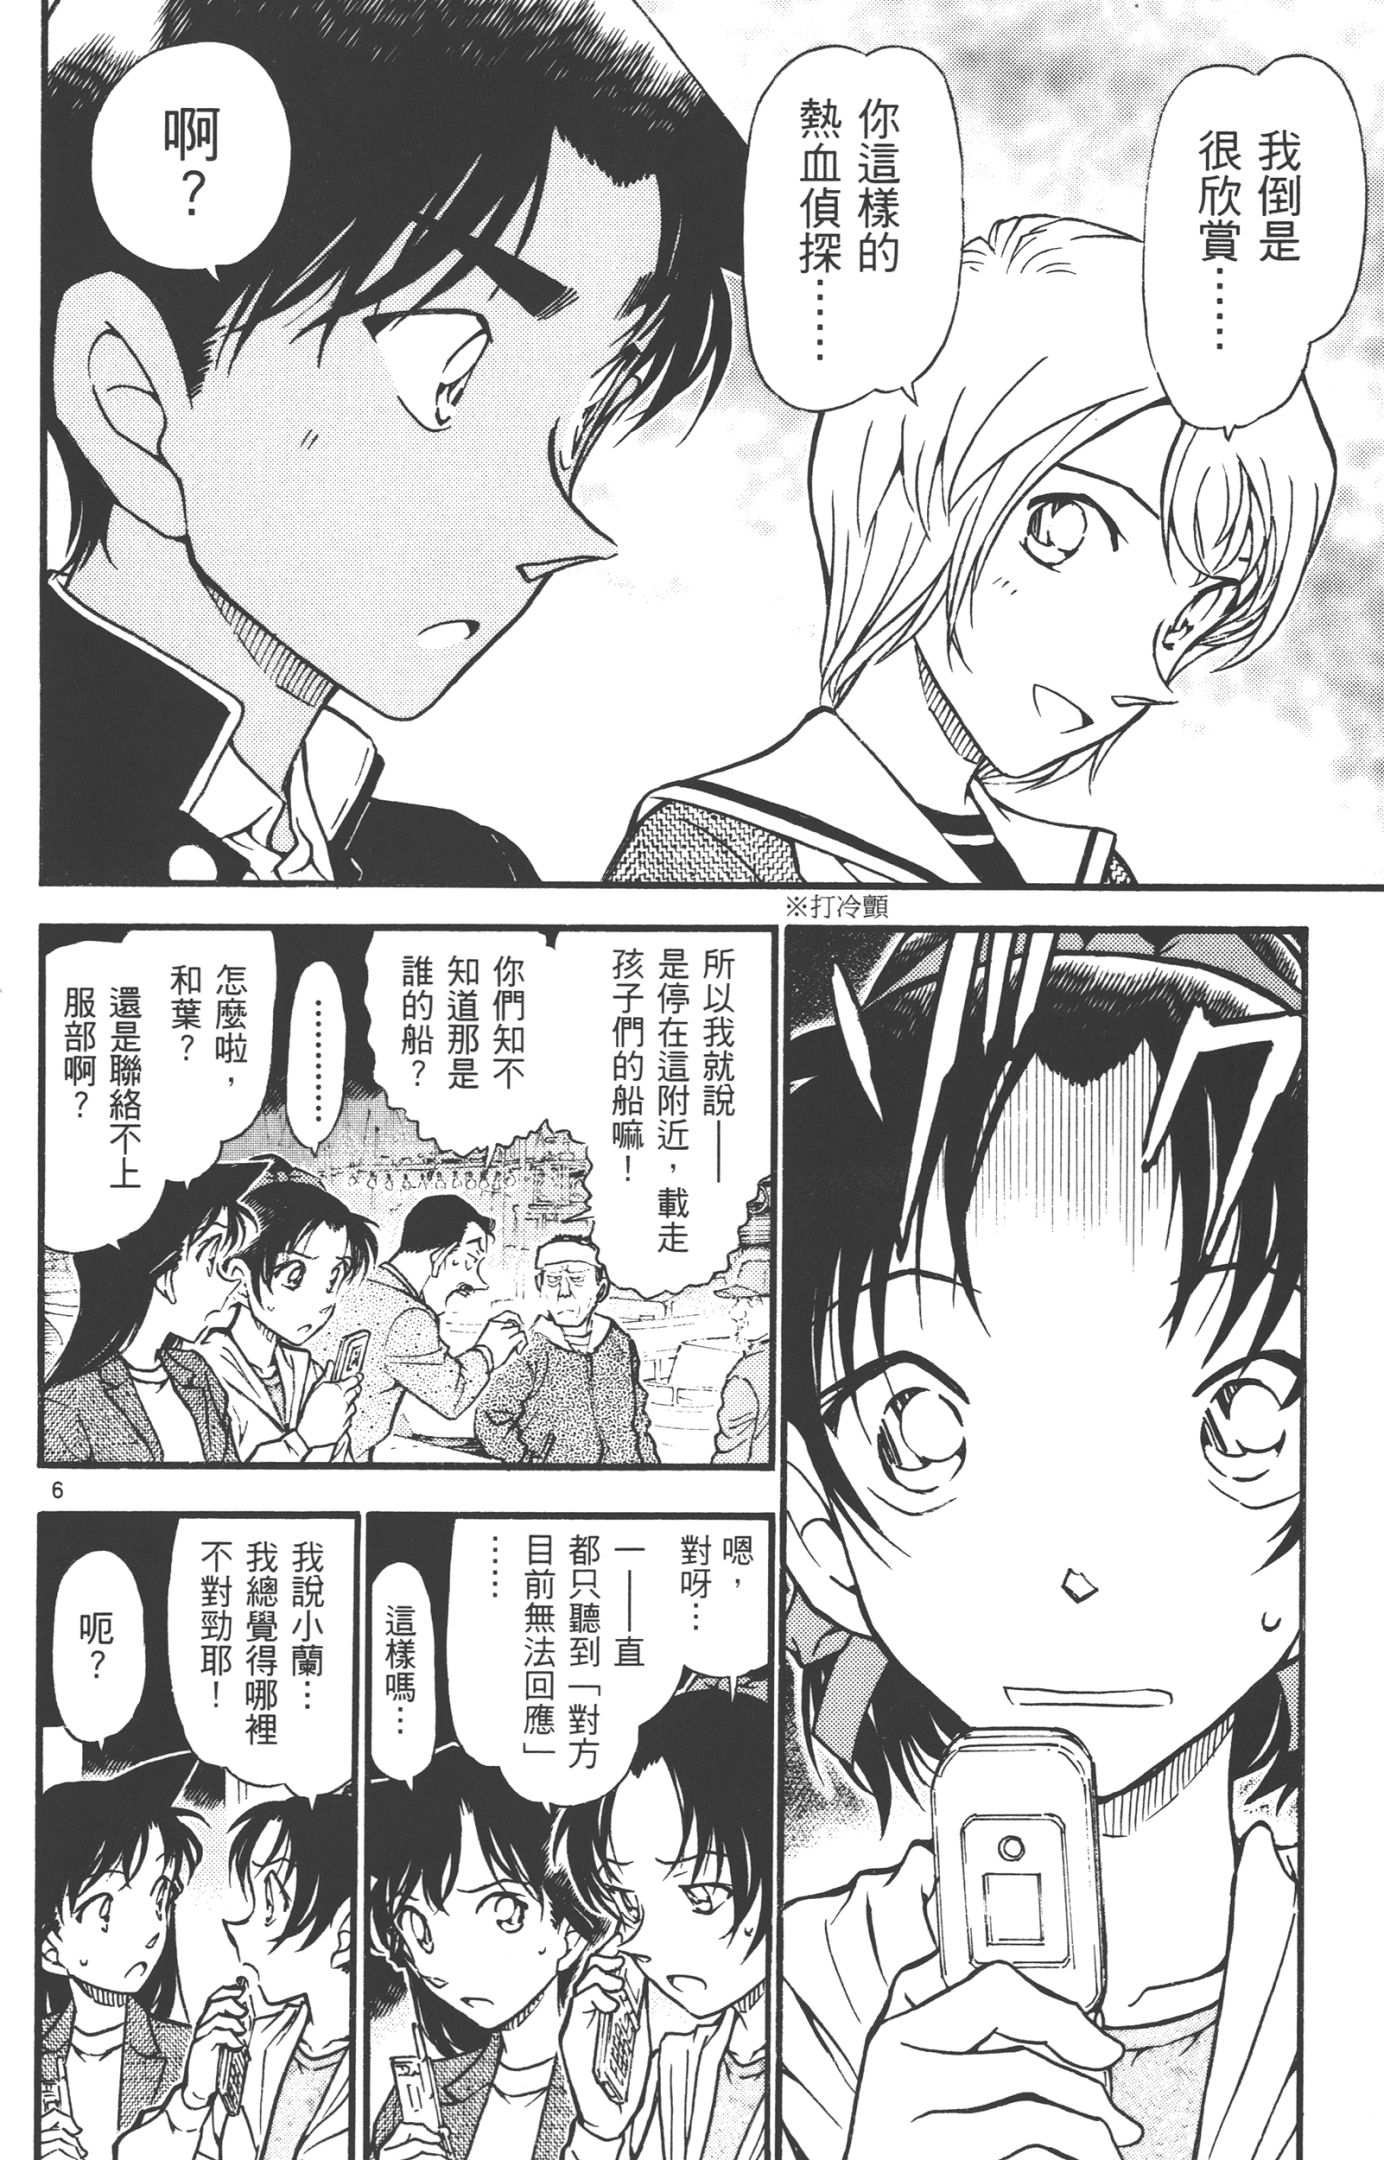 我倒是
很欣賞……
你這樣的
熱血偵探……
啊?
※打冷顫
所以我就說——
是停在這附近,載走
孩子們的船嘛!
你們知不
知道那是
誰的船?
…………
怎麼啦,
和葉?
還是聯絡不上
服部啊?
6
嗯,
對呀…
一——直
都只聽到「對方
目前無法回應」
……
這樣嗎…
我說小蘭…
我總覺得哪裡
不對勁耶!
呃?